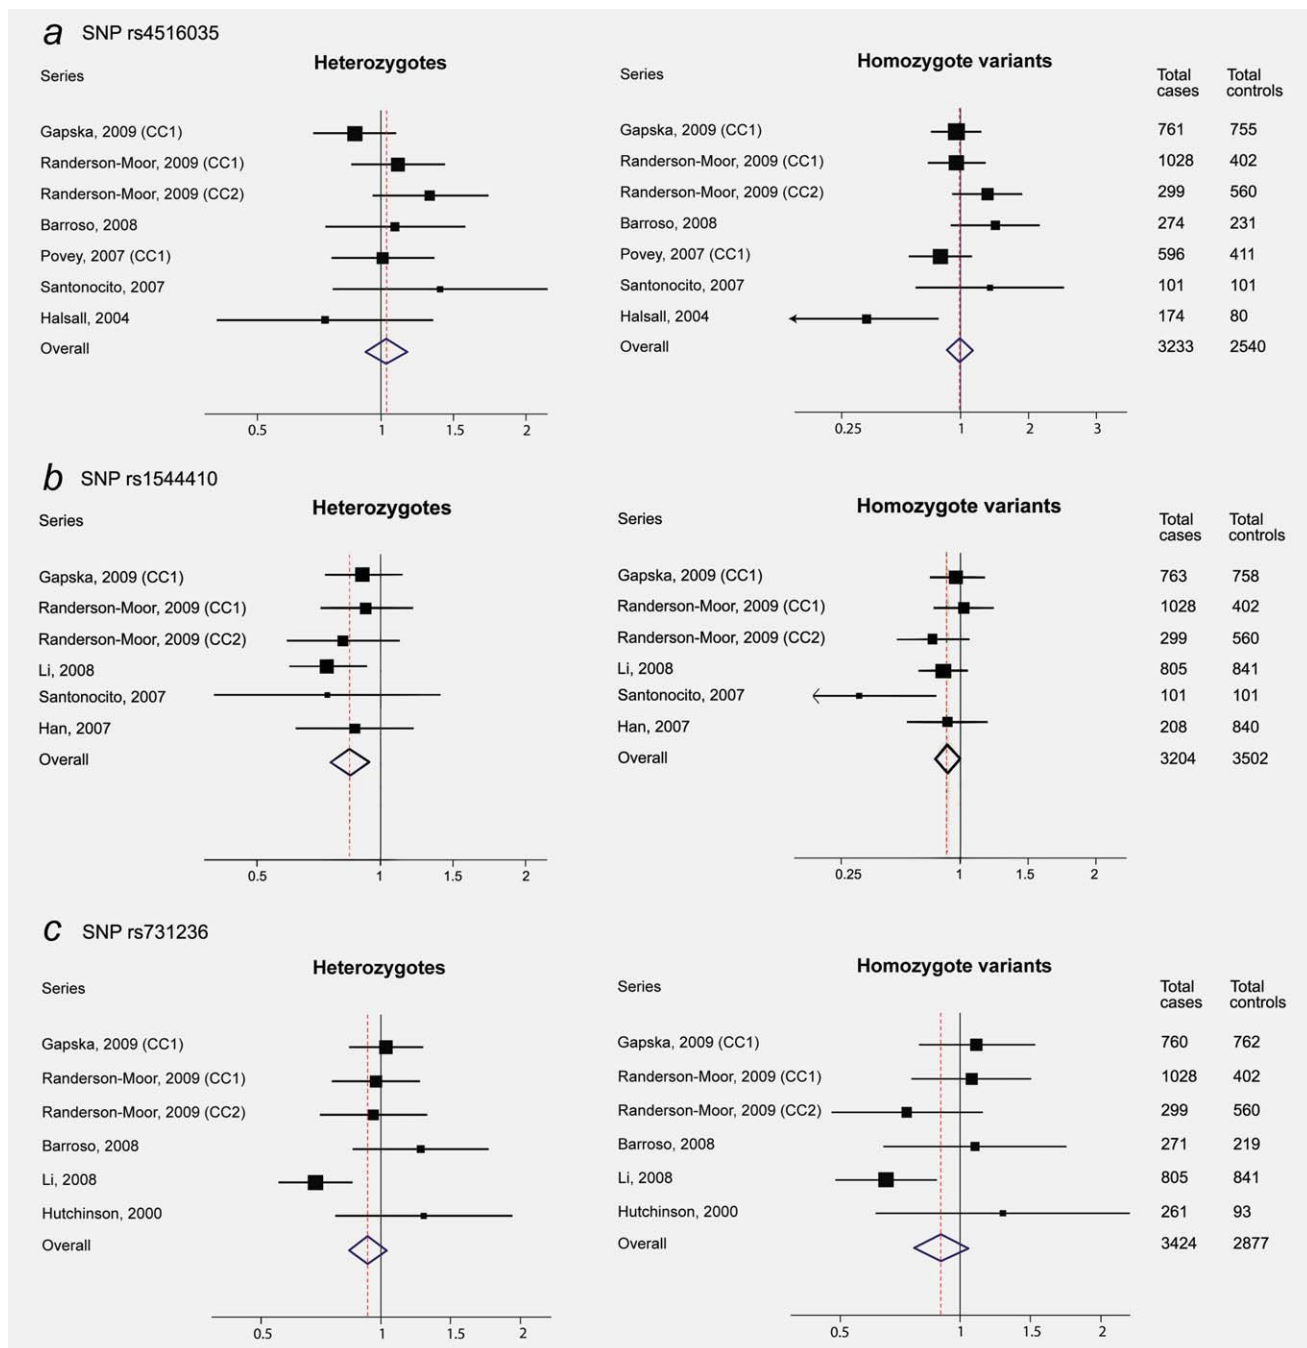 a SNP rs4516035
Heterozygotes Homozygote variants
Series Series Total cases Total controls
Gapska, 2009 (CC1) Gapska, 2009 (CC1) 761 755
Randerson-Moor, 2009 (CC1) Randerson-Moor, 2009 (CC1) 1028 402
Randerson-Moor, 2009 (CC2) Randerson-Moor, 2009 (CC2) 299 560
Barroso, 2008 Barroso, 2008 274 231
Povey, 2007 (CC1) Povey, 2007 (CC1) 596 411
Santonocito, 2007 Santonocito, 2007 101 101
Halsall, 2004 Halsall, 2004 174 80
Overall Overall 3233 2540
0.5 1 1.5 2 0.25 1 2 3
b SNP rs1544410
Heterozygotes Homozygote variants
Series Series Total cases Total controls
Gapska, 2009 (CC1) Gapska, 2009 (CC1) 763 758
Randerson-Moor, 2009 (CC1) Randerson-Moor, 2009 (CC1) 1028 402
Randerson-Moor, 2009 (CC2) Randerson-Moor, 2009 (CC2) 299 560
Li, 2008 Li, 2008 805 841
Santonocito, 2007 Santonocito, 2007 101 101
Han, 2007 Han, 2007 208 840
Overall Overall 3204 3502
0.5 1 1.5 2 0.25 1 1.5 2
c SNP rs731236
Heterozygotes Homozygote variants
Series Series Total cases Total controls
Gapska, 2009 (CC1) Gapska, 2009 (CC1) 760 762
Randerson-Moor, 2009 (CC1) Randerson-Moor, 2009 (CC1) 1028 402
Randerson-Moor, 2009 (CC2) Randerson-Moor, 2009 (CC2) 299 560
Barroso, 2008 Barroso, 2008 271 219
Li, 2008 Li, 2008 805 841
Hutchinson, 2000 Hutchinson, 2000 261 93
Overall Overall 3424 2877
0.5 1 1.5 2 0.5 1 1.5 2